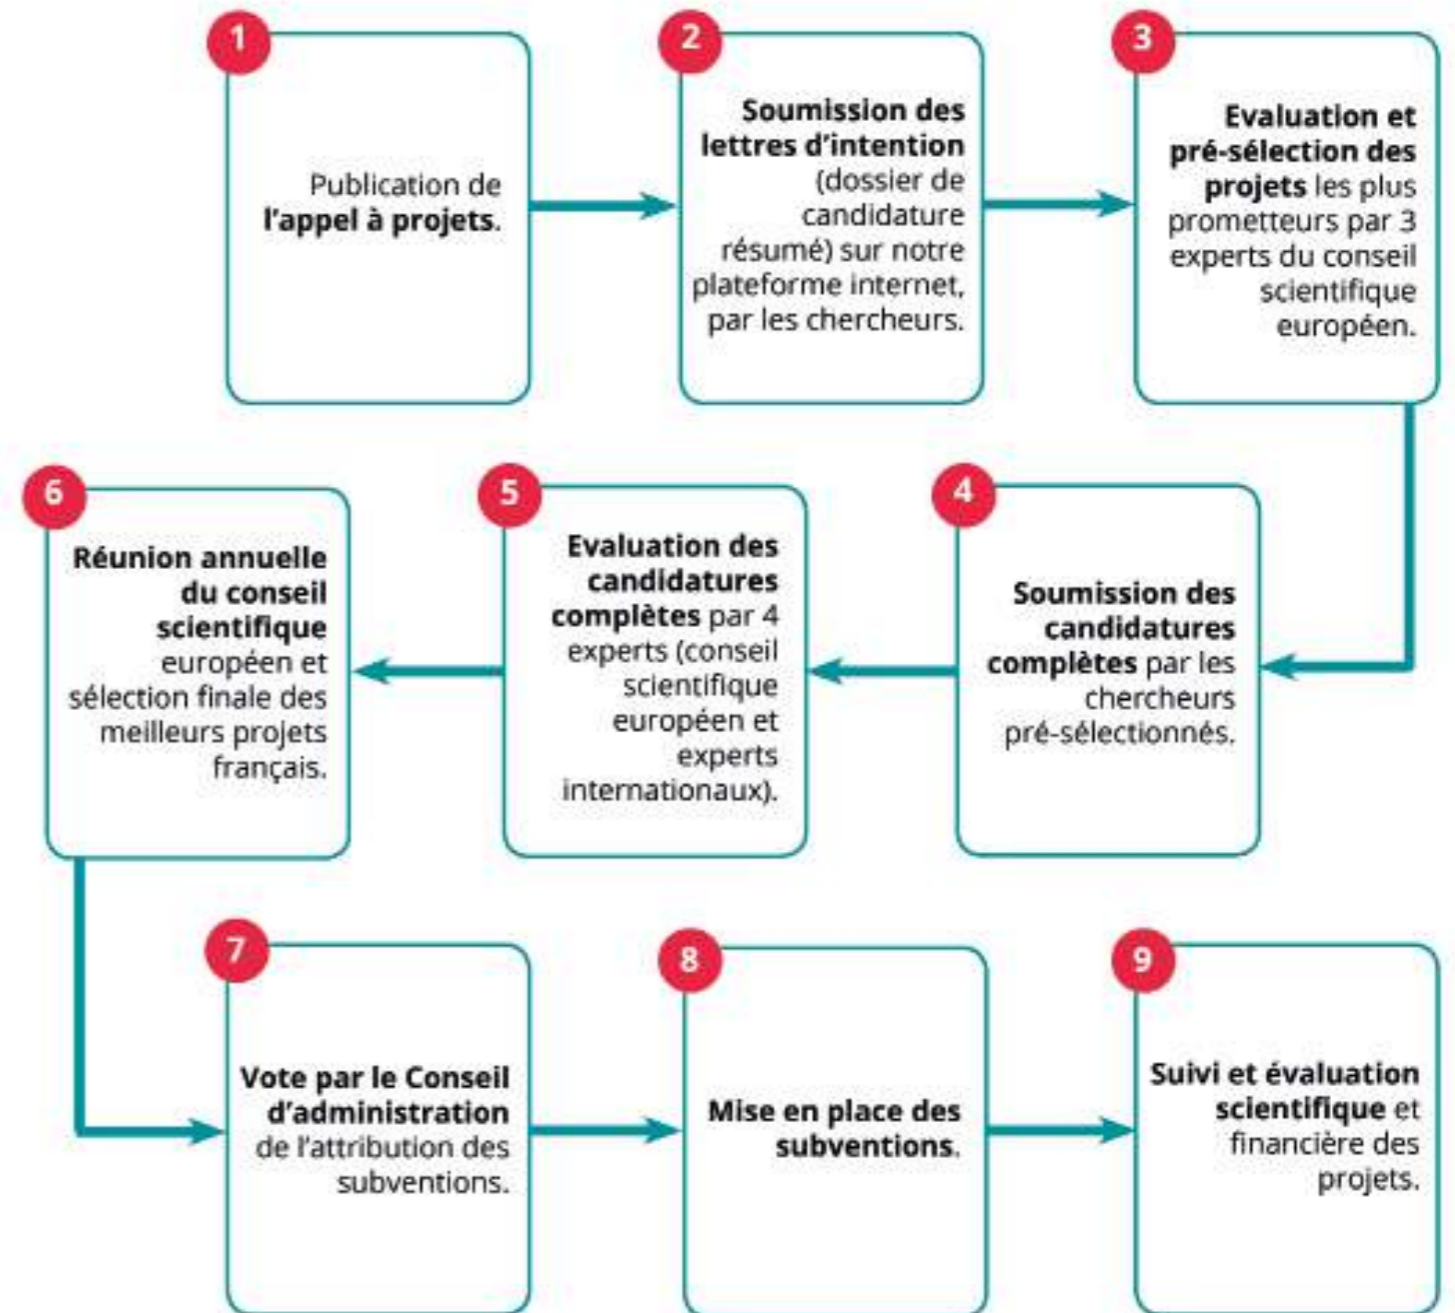 1
Publication de
l'appel à projets.
2
Soumission des
lettres d'intention
(dossier de
candidature
résumé) sur notre
plateforme internet,
par les chercheurs.
3
Evaluation et
pré-sélection des
projets les plus
prometteurs par 3
experts du conseil
scientifique
européen.
4
Soumission des
candidatures
complètes par les
chercheurs
pré-sélectionnés.
5
Evaluation des
candidatures
complètes par 4
experts (conseil
scientifique
européen et
experts
internationaux).
6
Réunion annuelle
du conseil
scientifique
européen et
sélection finale des
meilleurs projets
français.
7
Vote par le Conseil
d'administration
de l'attribution des
subventions.
8
Mise en place des
subventions.
9
Suivi et évaluation
scientifique et
financière des
projets.